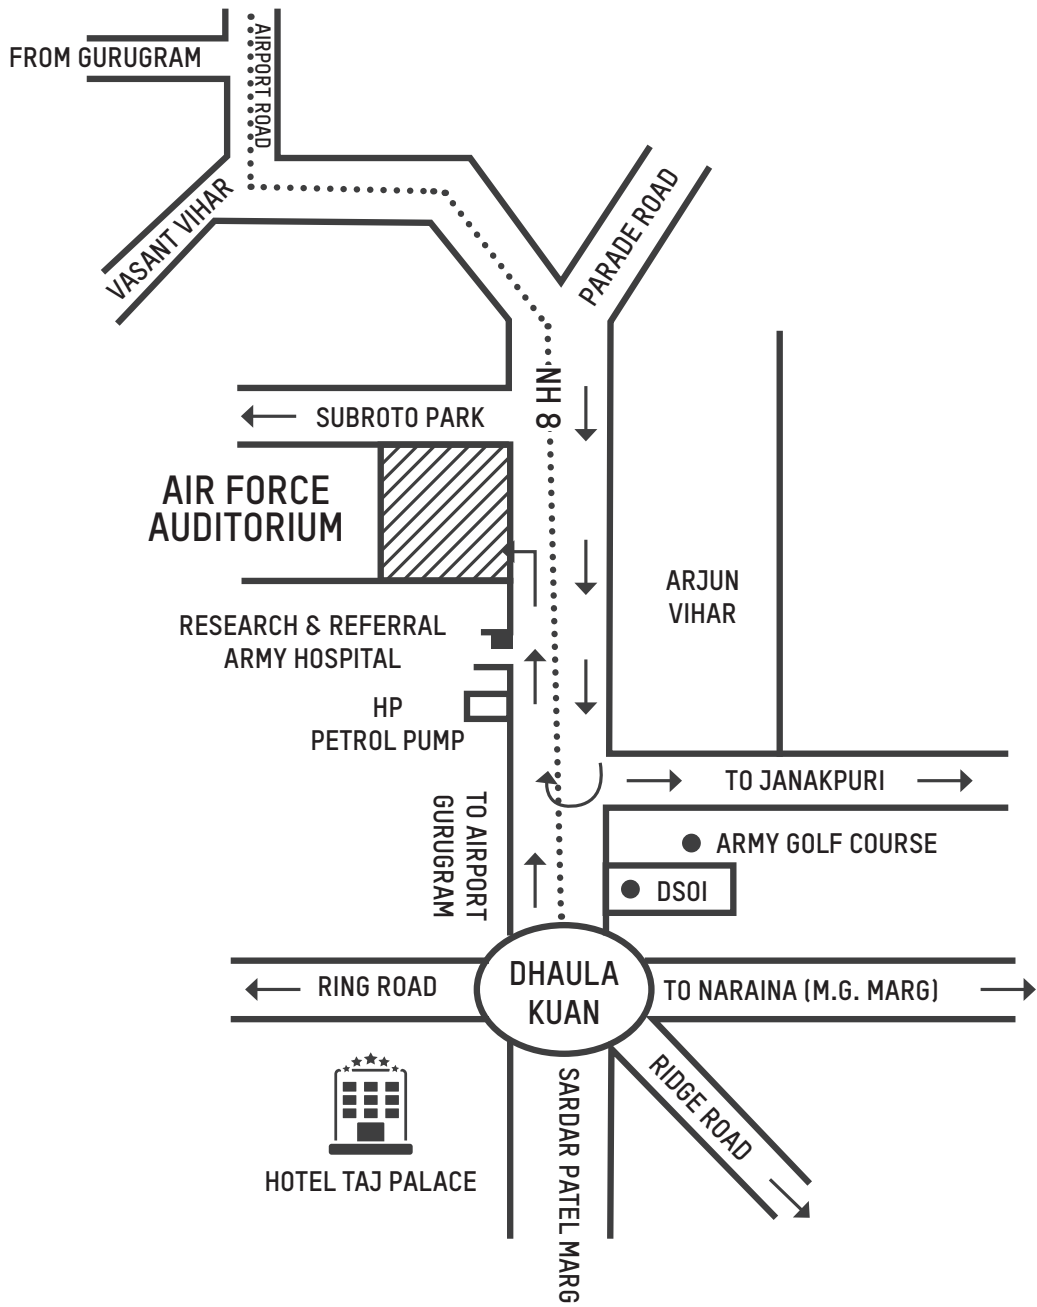 FROM GURUGRAM
AIRPORT ROAD
VASANT VIHAR
PARADE ROAD
NH 8
SUBROTO PARK
AIR FORCE
AUDITORIUM
ARJUN
VIHAR
RESEARCH & REFERRAL
ARMY HOSPITAL
HP
PETROL PUMP
TO JANAKPURI
TO AIRPORT
GURUGRAM
ARMY GOLF COURSE
DSOI
DHAULA
KUAN
RING ROAD
TO NARAINA (M.G. MARG)
RIDGE ROAD
SARDAR PATEL MARG
HOTEL TAJ PALACE